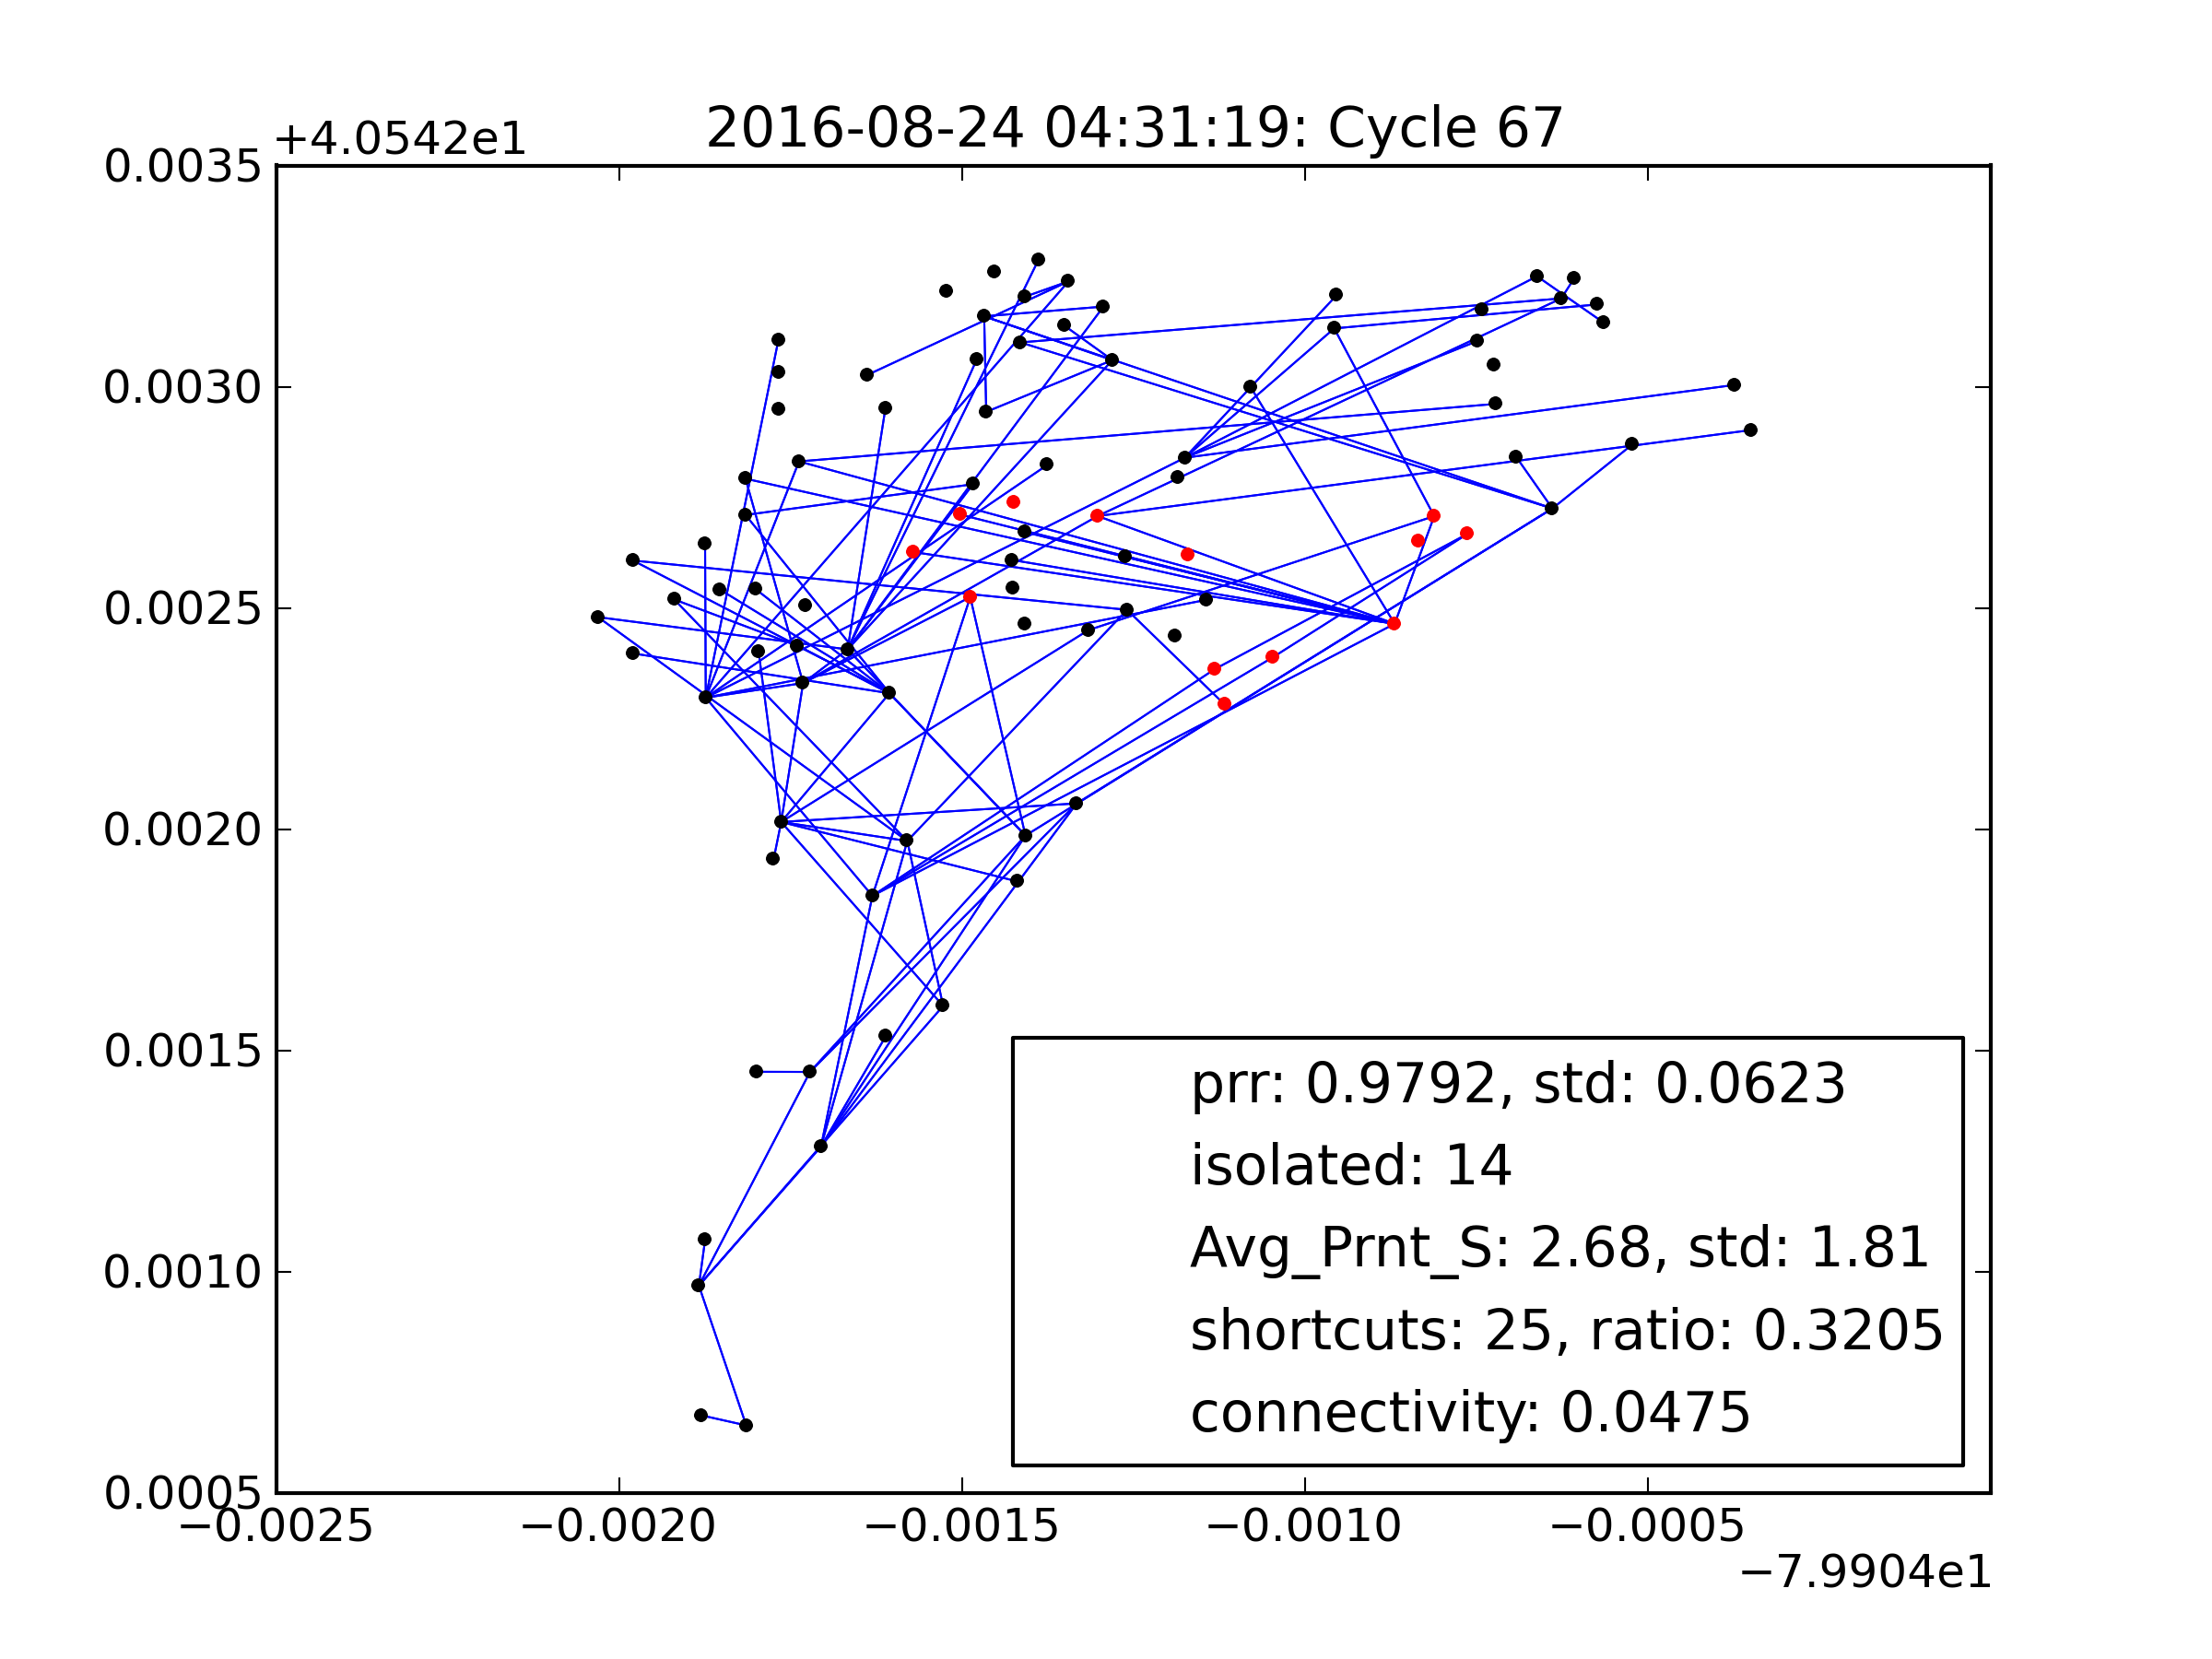 2016-08-24 04:31:19: Cycle 67
+4.0542e1
0.0035
0.0030
0.0025
0.0020
0.0015
0.0010
0.0005
prr: 0.9792, std: 0.0623
isolated: 14
Avg_Prnt_S: 2.68, std: 1.81
shortcuts: 25, ratio: 0.3205
connectivity: 0.0475
−0.0025 −0.0020 −0.0015 −0.0010 −0.0005
−7.9904e1